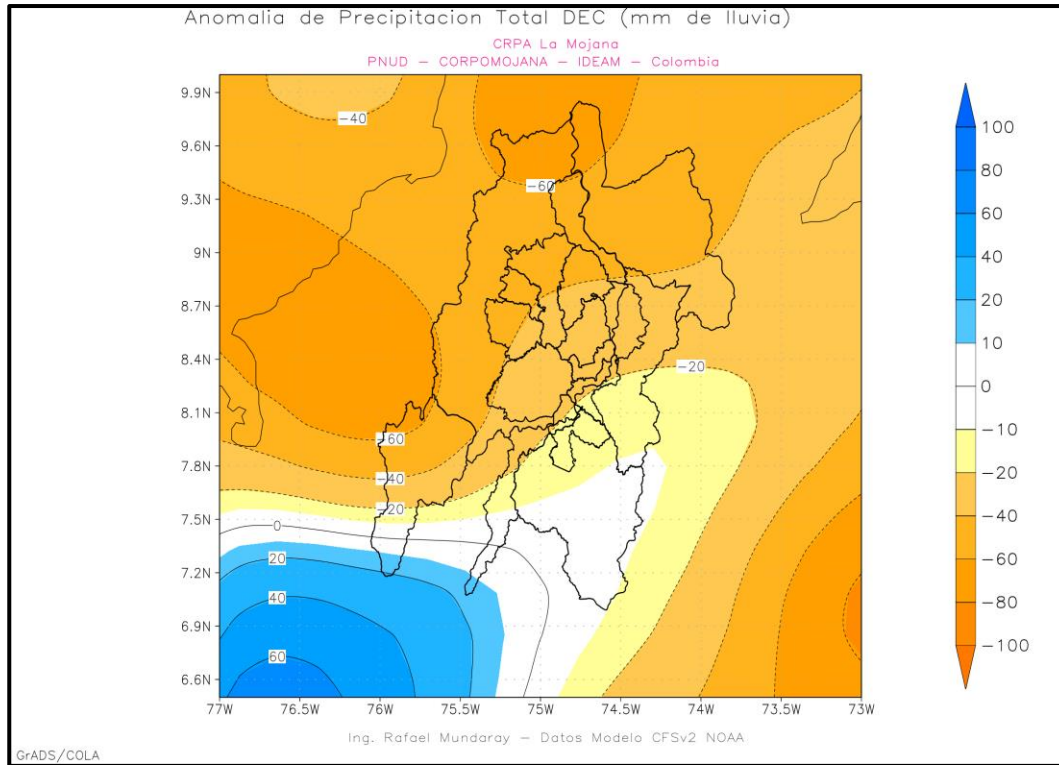 Anomalia de Precipitacion Total DEC (mm de lluvia)
CRPA La Mojana
PNUD – CORPOMOJANA – IDEAM – Colombia
9.9N
9.6N
9.3N
9N
8.7N
8.4N
8.1N
7.8N
7.5N
7.2N
6.9N
6.6N
77W
76.5W
76W
75.5W
75W
74.5W
74W
73.5W
73W
−40
−60
−20
−60
−40
−20
0
20
40
60
100
80
60
40
20
10
0
−10
−20
−40
−60
−80
−100
Ing. Rafael Mundaray – Datos Modelo CFSv2 NOAA
GrADS/COLA